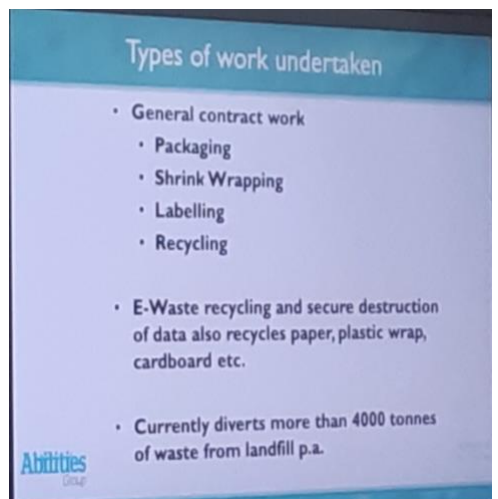 Types of work undertaken
• General contract work
• Packaging
• Shrink Wrapping
• Labelling
• Recycling
• E-Waste recycling and secure destruction
of data also recycles paper, plastic wrap,
cardboard etc.
• Currently diverts more than 4000 tonnes
of waste from landfill p.a.
Abilities
Group